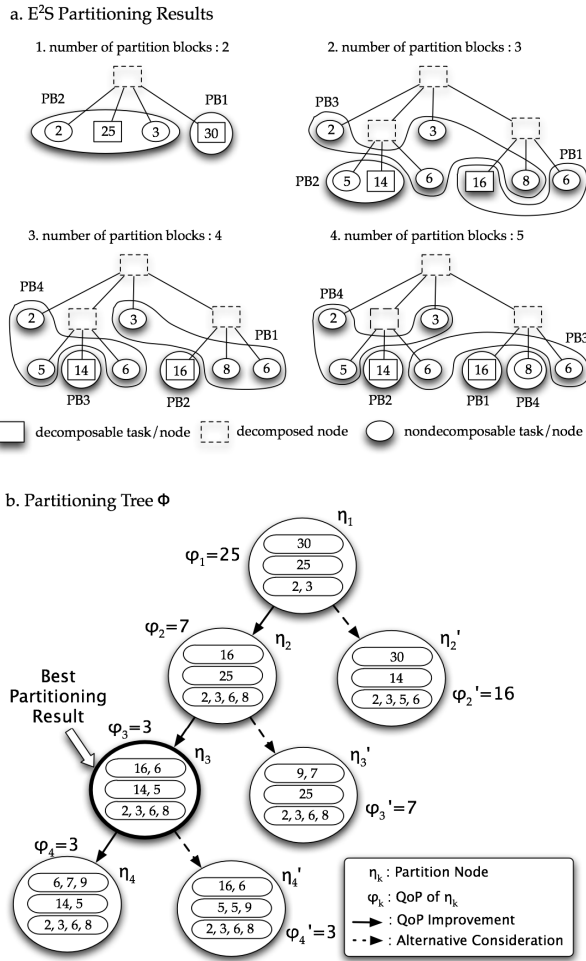 a. E²S Partitioning Results
1. number of partition blocks : 2
2. number of partition blocks : 3
PB2
PB1
2
25
3
30
PB3
2
3
PB2
5
14
6
16
8
6
PB1
3. number of partition blocks : 4
4. number of partition blocks : 5
PB4
2
3
5
14
6
16
8
6
PB1
PB3
PB2
PB4
2
3
5
14
6
16
8
6
PB3
PB2
PB1
PB4
decomposable task/node
decomposed node
nondecomposable task/node
b. Partitioning Tree Φ
η₁
φ₁=25
30
25
2, 3
φ₂=7
η₂
16
25
2, 3, 6, 8
η₂'
30
14
2, 3, 5, 6
φ₂'=16
Best
Partitioning
Result
φ₃=3
η₃
16, 6
14, 5
2, 3, 6, 8
η₃'
9, 7
25
2, 3, 6, 8
φ₃'=7
φ₄=3
η₄
6, 7, 9
14, 5
2, 3, 6, 8
η₄'
16, 6
5, 5, 9
2, 3, 6, 8
φ₄'=3
ηₖ : Partition Node
φₖ : QoP of ηₖ
: QoP Improvement
: Alternative Consideration